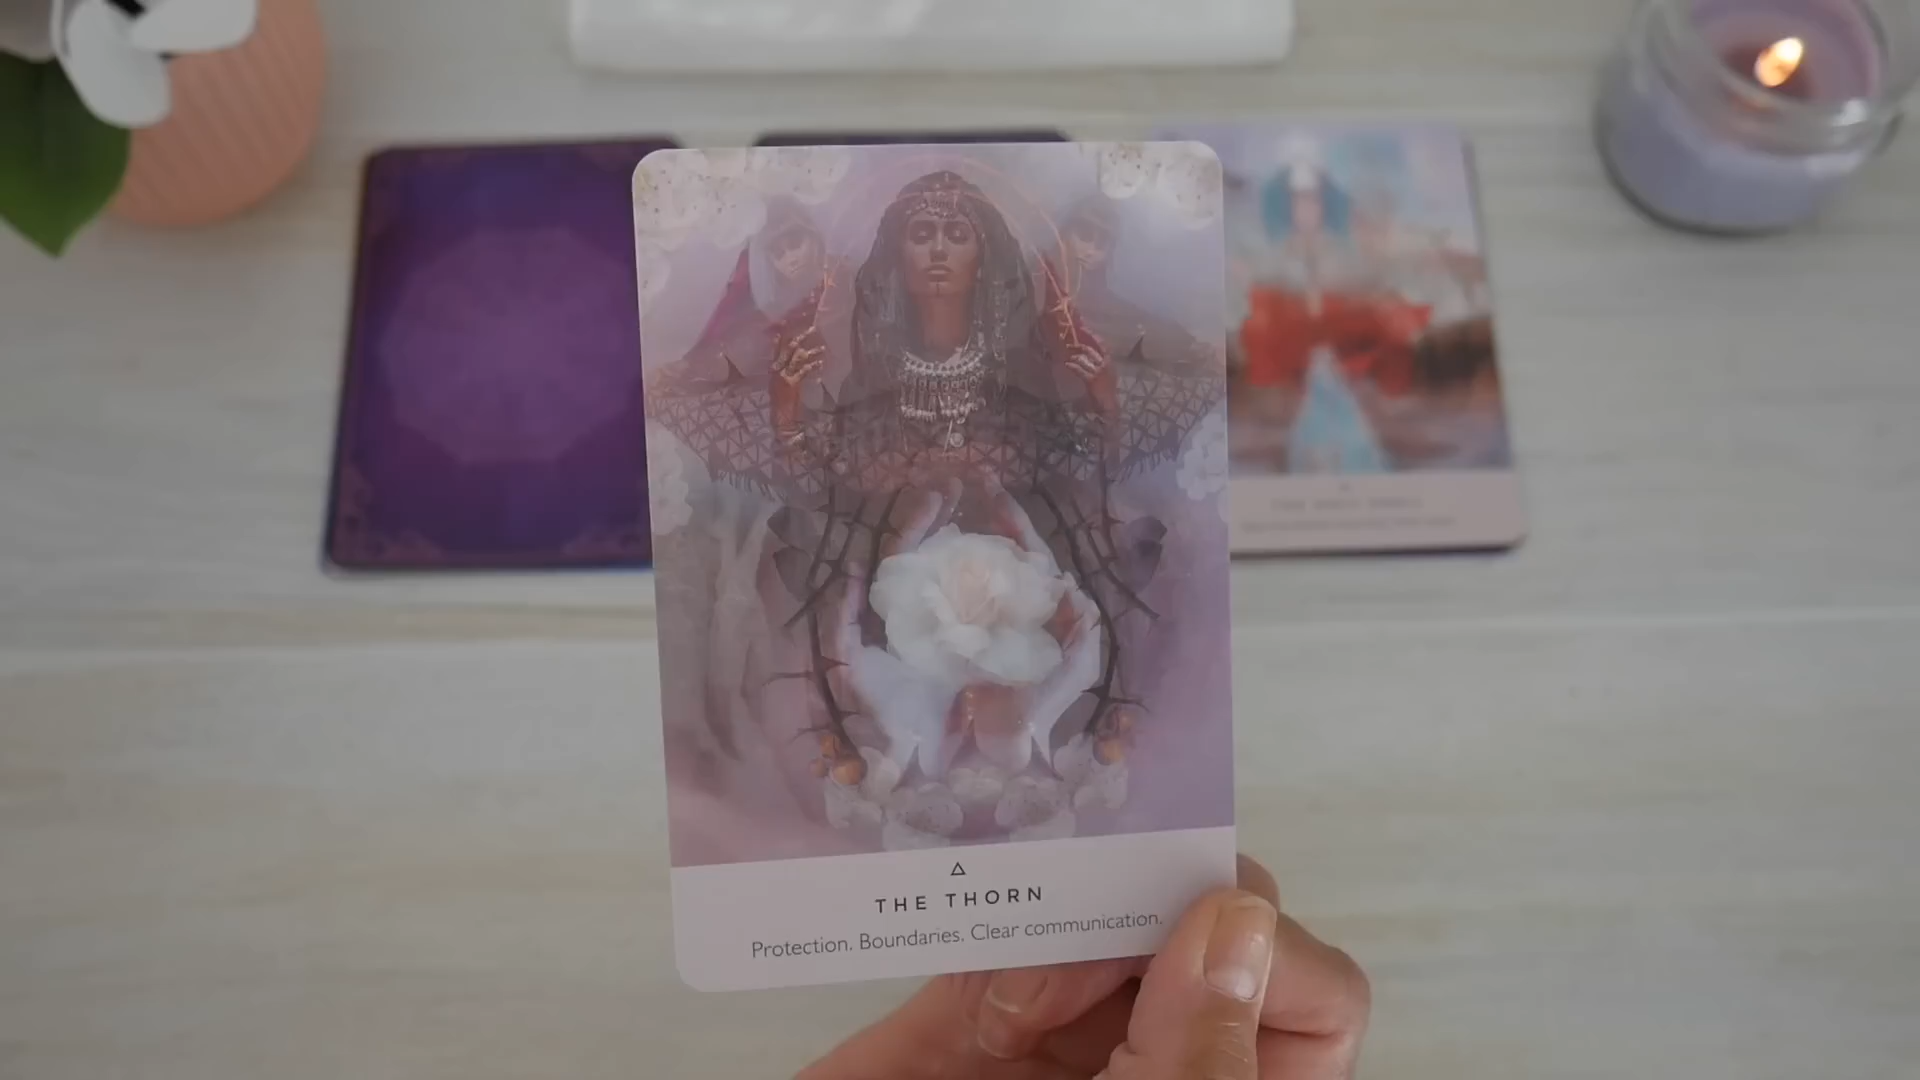 THE THORN
Protection. Boundaries. Clear communication.